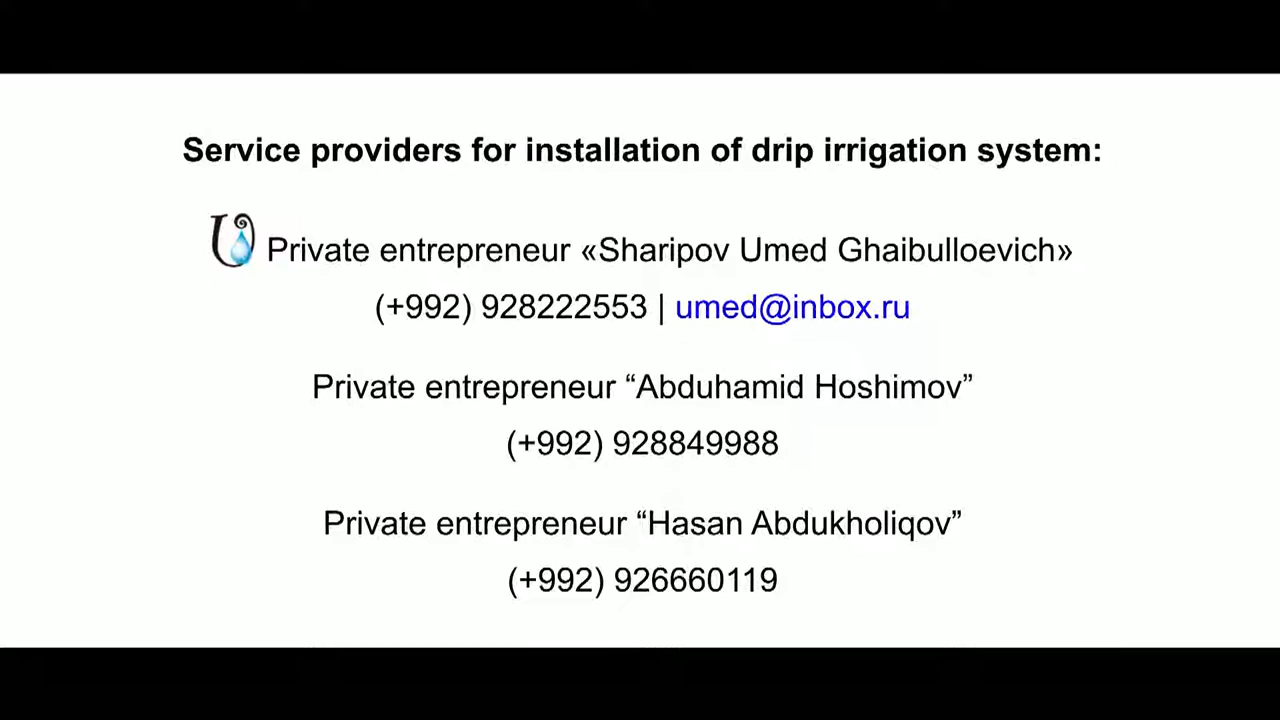 Service providers for installation of drip irrigation system:
Private entrepreneur «Sharipov Umed Ghaibulloevich»
(+992) 928222553 | umed@inbox.ru
Private entrepreneur “Abduhamid Hoshimov”
(+992) 928849988
Private entrepreneur “Hasan Abdukholiqov”
(+992) 926660119